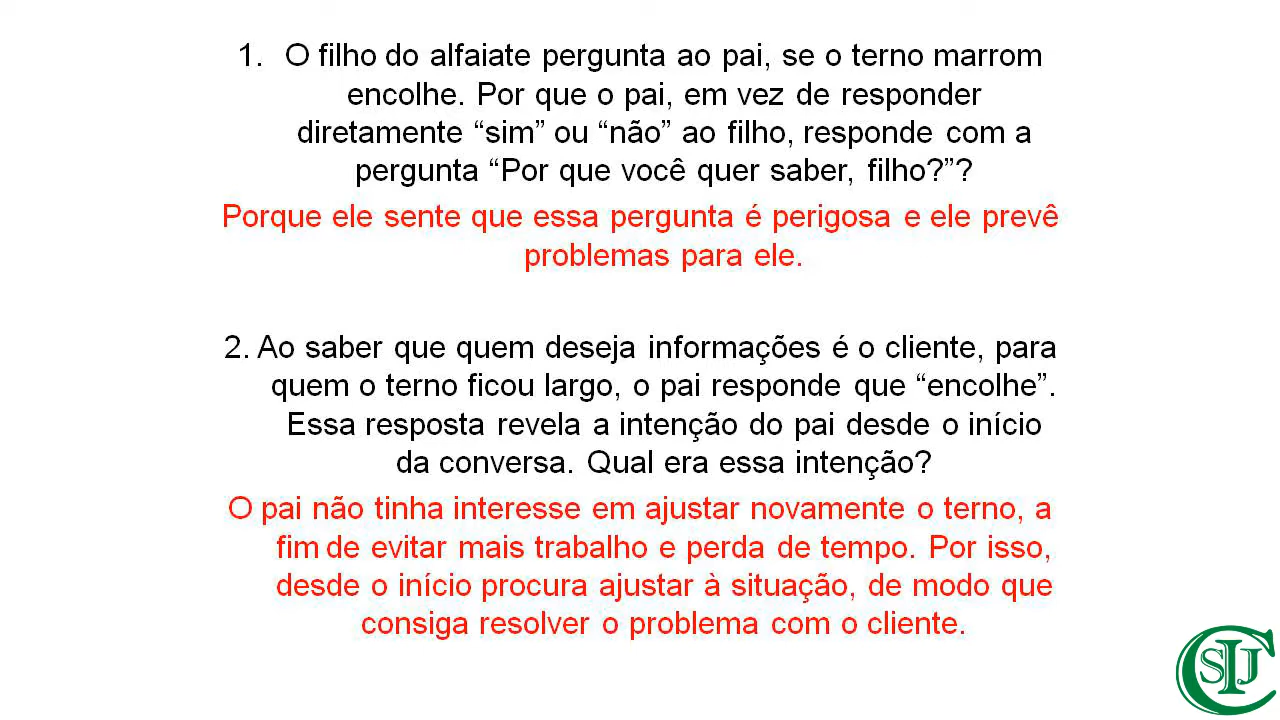 1. O filho do alfaiate pergunta ao pai, se o terno marrom
encolhe. Por que o pai, em vez de responder
diretamente “sim” ou “não” ao filho, responde com a
pergunta “Por que você quer saber, filho?”?
Porque ele sente que essa pergunta é perigosa e ele prevê
problemas para ele.
2. Ao saber que quem deseja informações é o cliente, para
quem o terno ficou largo, o pai responde que “encolhe”.
Essa resposta revela a intenção do pai desde o início
da conversa. Qual era essa intenção?
O pai não tinha interesse em ajustar novamente o terno, a
fim de evitar mais trabalho e perda de tempo. Por isso,
desde o início procura ajustar à situação, de modo que
consiga resolver o problema com o cliente.
CSIJ